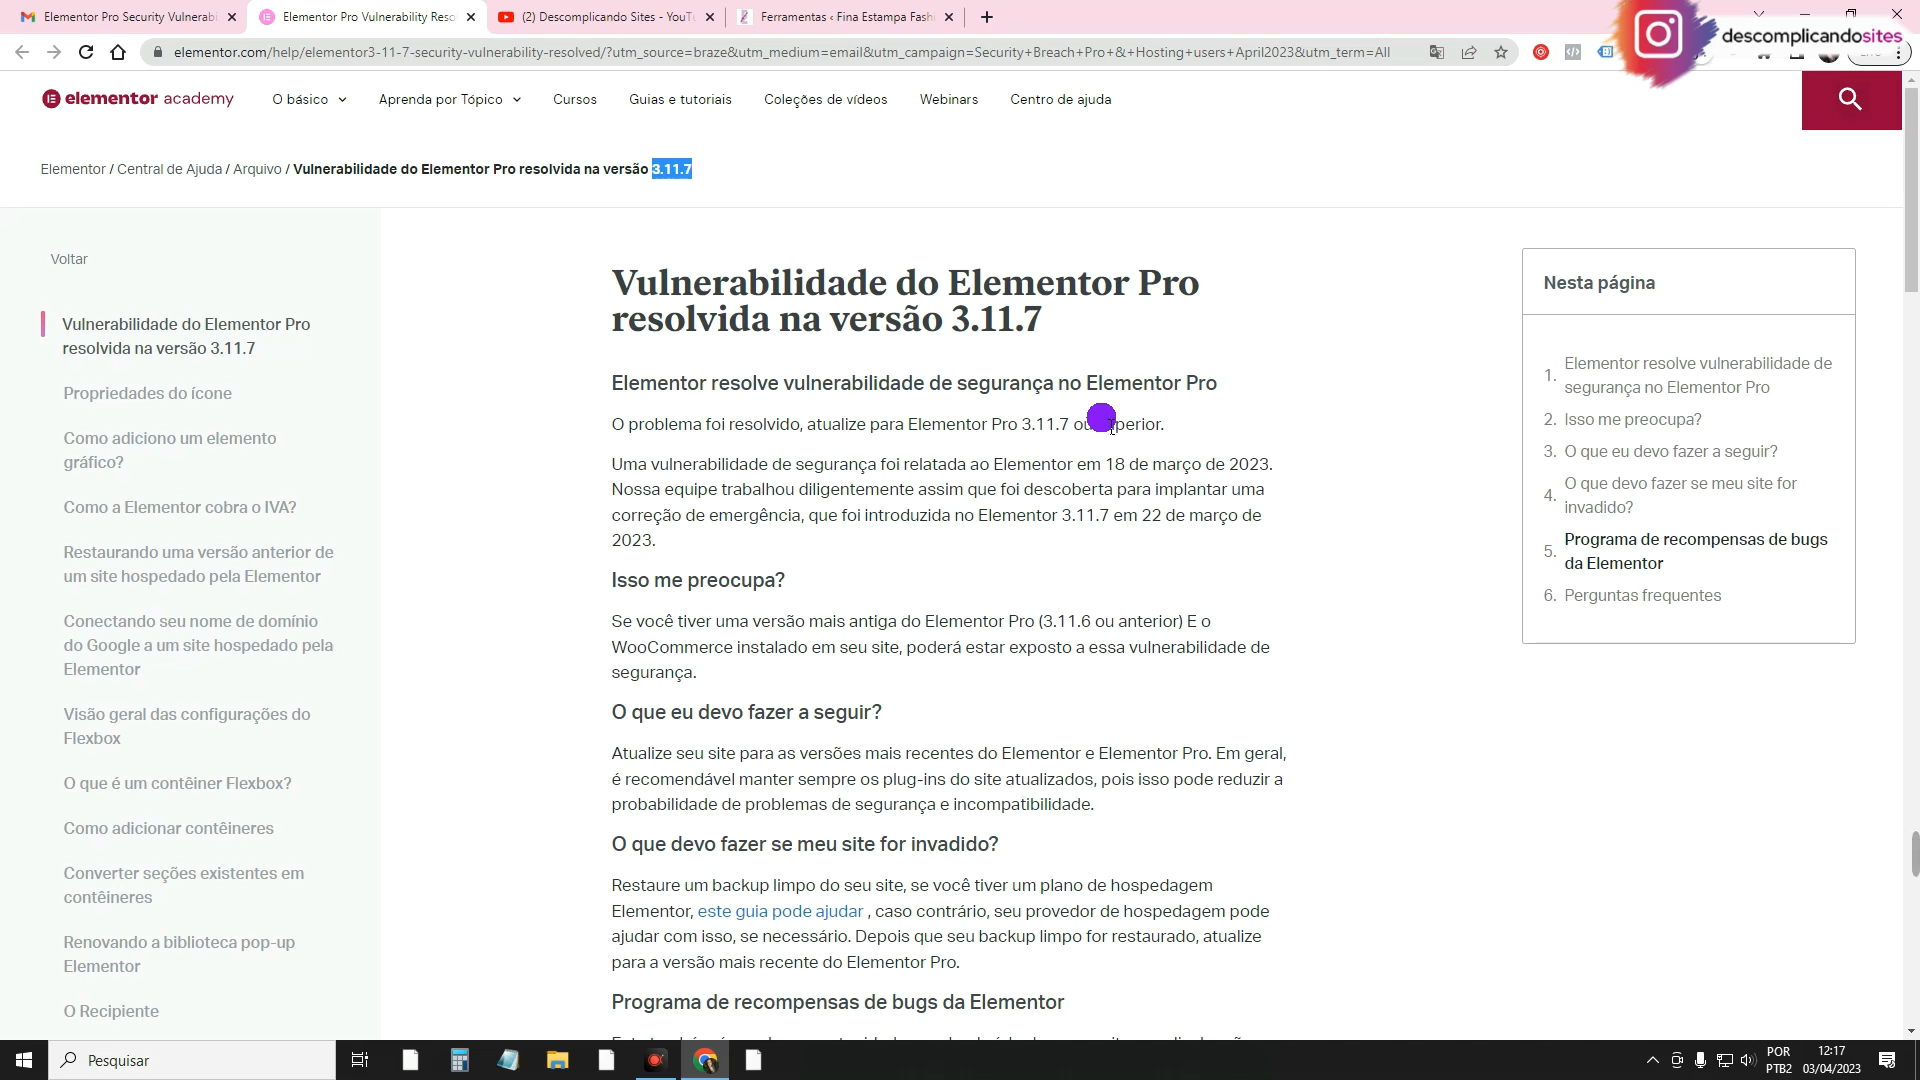 Elementor Pro Security Vulnerabi
Elementor Pro Vulnerability Reso
(2) Descomplicando Sites - YouTu
Ferramentas ‹ Fina Estampa Fash
descomplicandosites
elementor.com/help/elementor3-11-7-security-vulnerability-resolved/?utm_source=braze&utm_medium=email&utm_campaign=Security+Breach+Pro+&+Hosting+users+April2023&utm_term=All
elementor academy
O básico
Aprenda por Tópico
Cursos
Guias e tutoriais
Coleções de vídeos
Webinars
Centro de ajuda
Elementor / Central de Ajuda / Arquivo / Vulnerabilidade do Elementor Pro resolvida na versão 3.11.7
Voltar
Vulnerabilidade do Elementor Pro
resolvida na versão 3.11.7
Propriedades do ícone
Como adiciono um elemento
gráfico?
Como a Elementor cobra o IVA?
Restaurando uma versão anterior de
um site hospedado pela Elementor
Conectando seu nome de domínio
do Google a um site hospedado pela
Elementor
Visão geral das configurações do
Flexbox
O que é um contêiner Flexbox?
Como adicionar contêineres
Converter seções existentes em
contêineres
Renovando a biblioteca pop-up
Elementor
O Recipiente
Vulnerabilidade do Elementor Pro
resolvida na versão 3.11.7
Elementor resolve vulnerabilidade de segurança no Elementor Pro
O problema foi resolvido, atualize para Elementor Pro 3.11.7 ou perior.
Uma vulnerabilidade de segurança foi relatada ao Elementor em 18 de março de 2023.
Nossa equipe trabalhou diligentemente assim que foi descoberta para implantar uma
correção de emergência, que foi introduzida no Elementor 3.11.7 em 22 de março de
2023.
Isso me preocupa?
Se você tiver uma versão mais antiga do Elementor Pro (3.11.6 ou anterior) E o
WooCommerce instalado em seu site, poderá estar exposto a essa vulnerabilidade de
segurança.
O que eu devo fazer a seguir?
Atualize seu site para as versões mais recentes do Elementor e Elementor Pro. Em geral,
é recomendável manter sempre os plug-ins do site atualizados, pois isso pode reduzir a
probabilidade de problemas de segurança e incompatibilidade.
O que devo fazer se meu site for invadido?
Restaure um backup limpo do seu site, se você tiver um plano de hospedagem
Elementor, este guia pode ajudar , caso contrário, seu provedor de hospedagem pode
ajudar com isso, se necessário. Depois que seu backup limpo for restaurado, atualize
para a versão mais recente do Elementor Pro.
Programa de recompensas de bugs da Elementor
Nesta página
1. Elementor resolve vulnerabilidade de
segurança no Elementor Pro
2. Isso me preocupa?
3. O que eu devo fazer a seguir?
4. O que devo fazer se meu site for
invadido?
5. Programa de recompensas de bugs
da Elementor
6. Perguntas frequentes
Pesquisar
POR
PTB2
12:17
03/04/2023